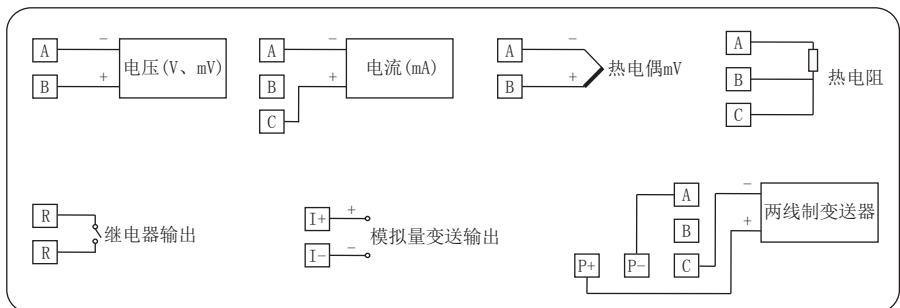 A
－
电压(V、mV)
B
+
A
－
电流(mA)
B
+
C
A
－
热电偶mV
B
+
A
B
热电阻
C
R
继电器输出
R
I+
+
模拟量变送输出
I-
－
A
－
B
两线制变送器
+
P+
P-
C